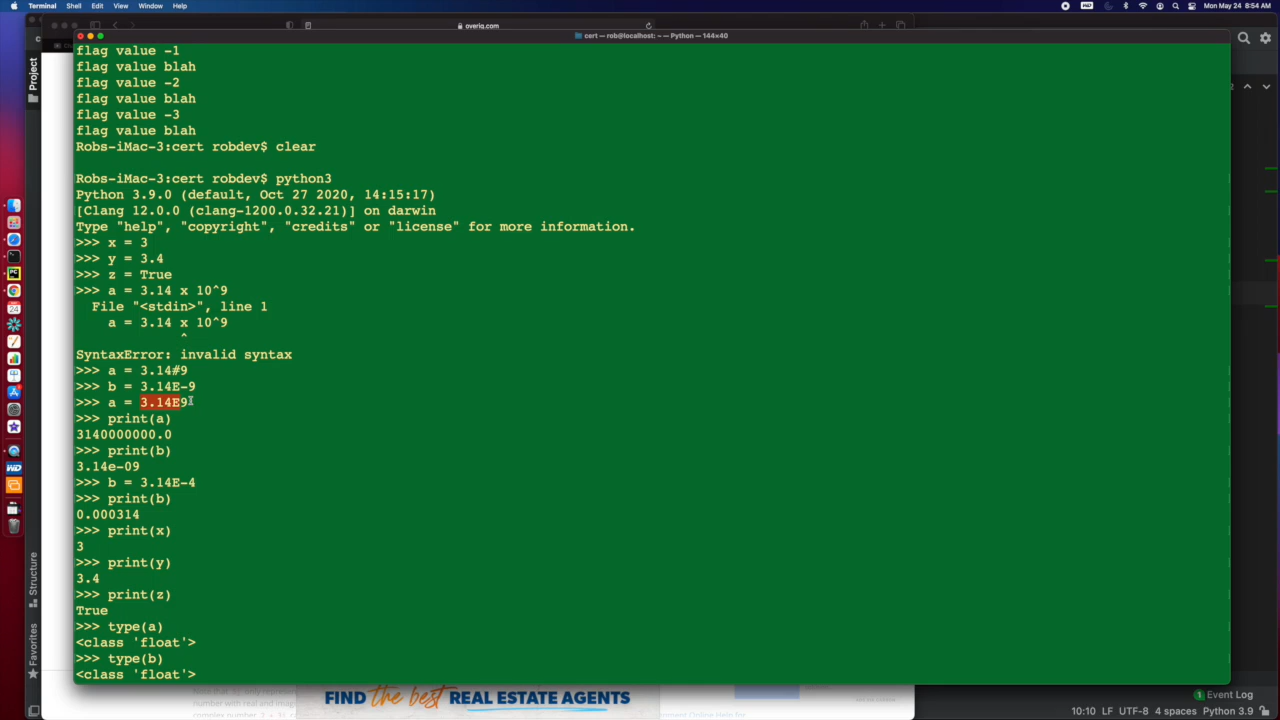 Terminal Shell Edit View Window Help
Mon May 24 8:54 AM
overiq.com
cert — rob@localhost: ~ — Python — 144×40
Project
Structure
Favorites
flag value -1
flag value blah
flag value -2
flag value blah
flag value -3
flag value blah
Robs-iMac-3:cert robdev$ clear
Robs-iMac-3:cert robdev$ python3
Python 3.9.0 (default, Oct 27 2020, 14:15:17)
[Clang 12.0.0 (clang-1200.0.32.21)] on darwin
Type "help", "copyright", "credits" or "license" for more information.
>>> x = 3
>>> y = 3.4
>>> z = True
>>> a = 3.14 x 10^9
File "<stdin>", line 1
a = 3.14 x 10^9
^
SyntaxError: invalid syntax
>>> a = 3.14#9
>>> b = 3.14E-9
>>> a = 3.14E9
>>> print(a)
3140000000.0
>>> print(b)
3.14e-09
>>> b = 3.14E-4
>>> print(b)
0.000314
>>> print(x)
3
>>> print(y)
3.4
>>> print(z)
True
>>> type(a)
<class 'float'>
>>> type(b)
<class 'float'>
FIND the best REAL ESTATE AGENTS
number with real and
1 Event Log
10:10 LF UTF-8 4 spaces Python 3.9